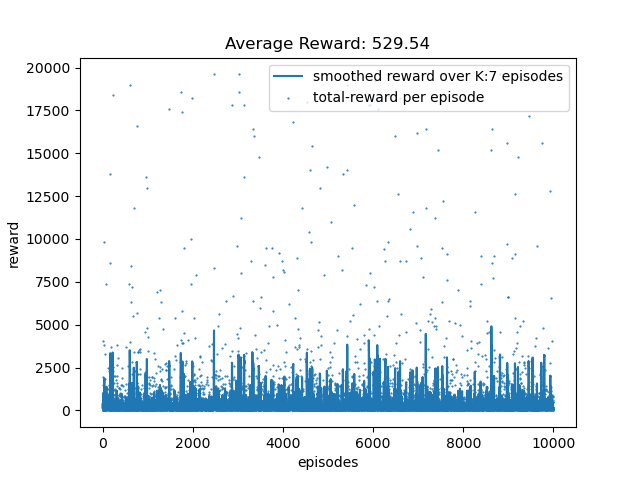 Average Reward: 529.54
20000
17500
15000
12500
10000
7500
5000
2500
0
reward
smoothed reward over K:7 episodes
total-reward per episode
0 2000 4000 6000 8000 10000
episodes